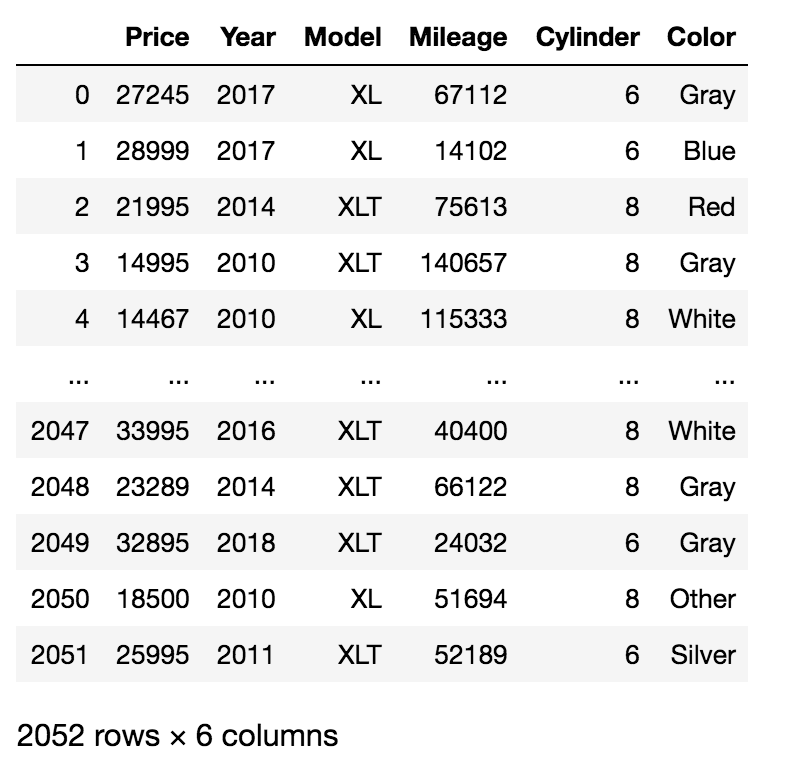 Price Year Model Mileage Cylinder Color
0 27245 2017 XL 67112 6 Gray
1 28999 2017 XL 14102 6 Blue
2 21995 2014 XLT 75613 8 Red
3 14995 2010 XLT 140657 8 Gray
4 14467 2010 XL 115333 8 White
... ... ... ... ... ... ...
2047 33995 2016 XLT 40400 8 White
2048 23289 2014 XLT 66122 8 Gray
2049 32895 2018 XLT 24032 6 Gray
2050 18500 2010 XL 51694 8 Other
2051 25995 2011 XLT 52189 6 Silver
2052 rows × 6 columns